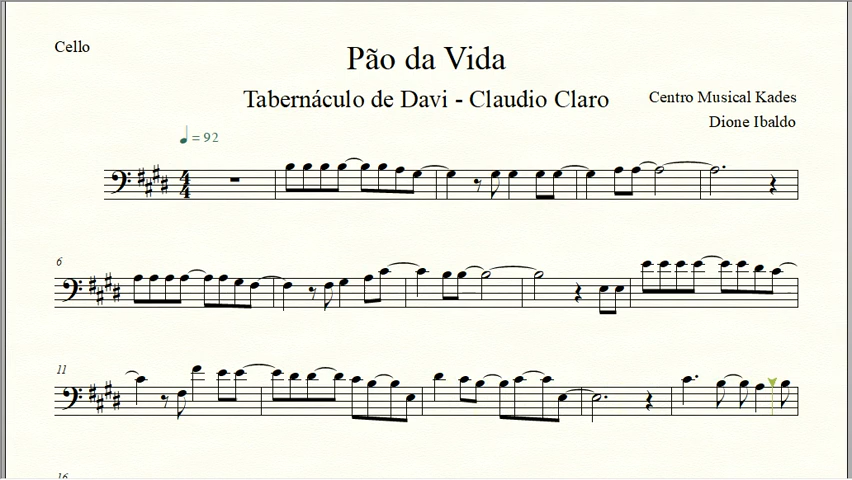 Cello
Pão da Vida
Tabernáculo de Davi - Claudio Claro
Centro Musical Kades
Dione Ibaldo
= 92
4
4
6
11
16